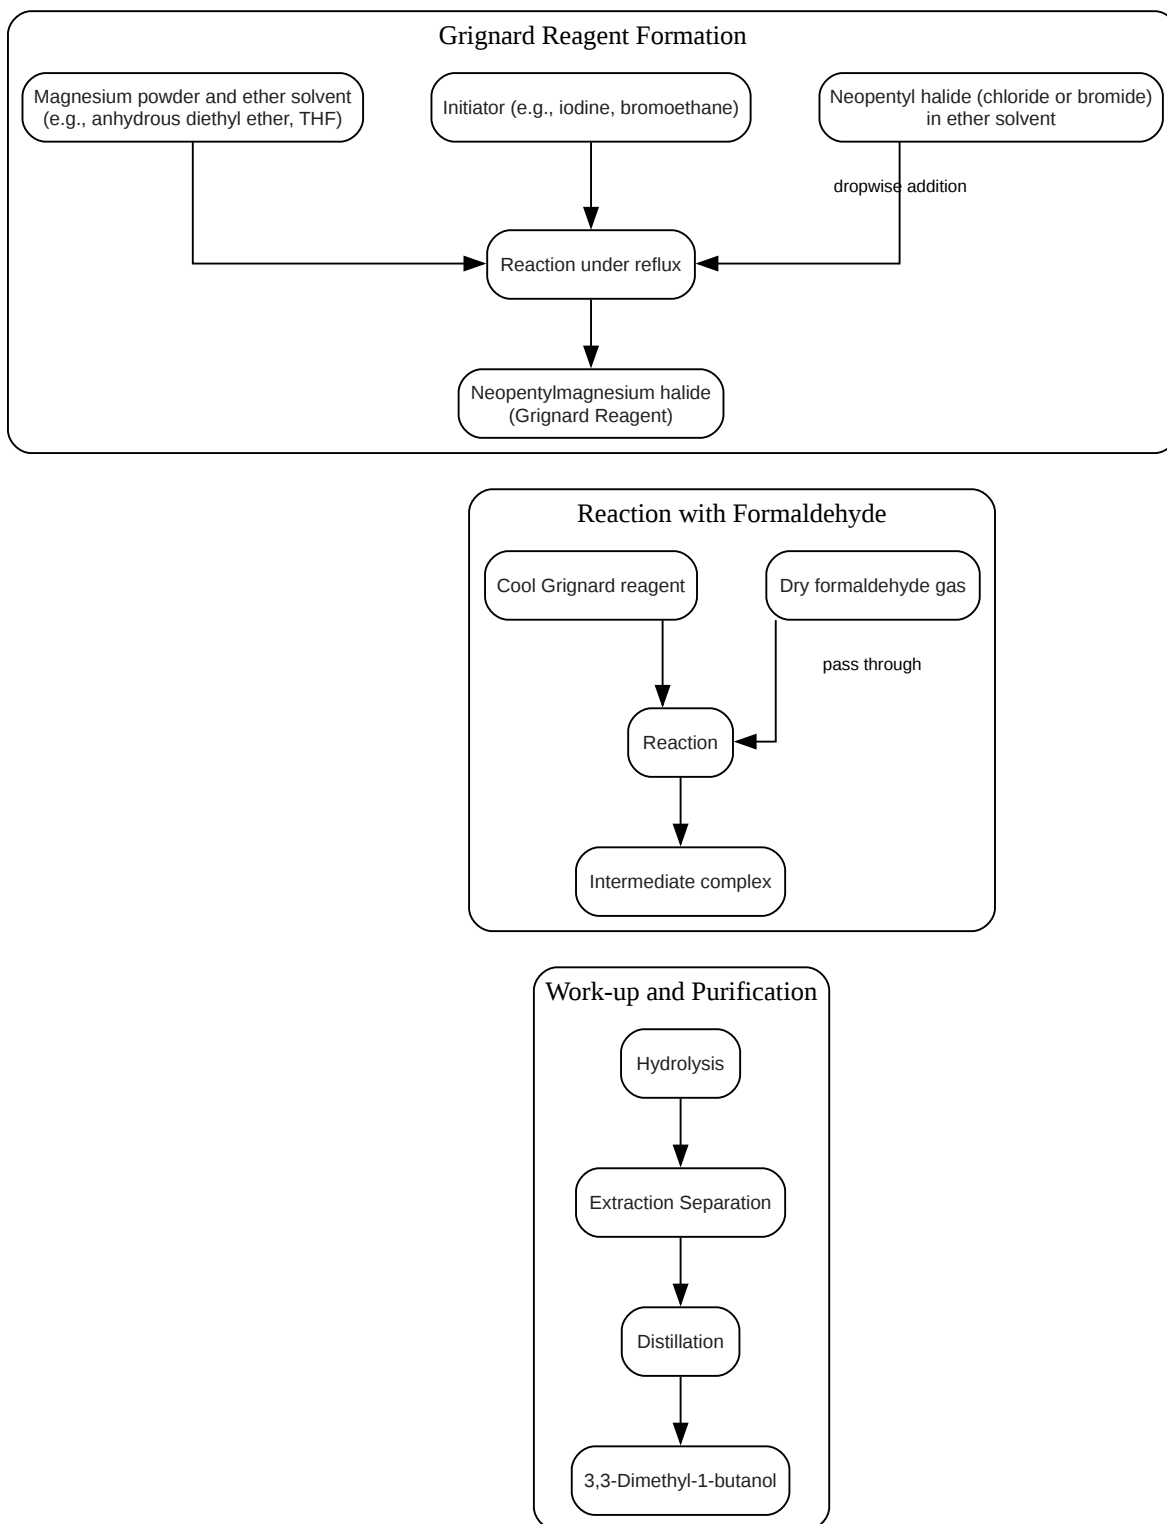 Grignard Reagent Formation
Magnesium powder and ether solvent
(e.g., anhydrous diethyl ether, THF)
Initiator (e.g., iodine, bromoethane)
Neopentyl halide (chloride or bromide)
in ether solvent
dropwise addition
Reaction under reflux
Neopentylmagnesium halide
(Grignard Reagent)
Reaction with Formaldehyde
Cool Grignard reagent
Dry formaldehyde gas
pass through
Reaction
Intermediate complex
Work-up and Purification
Hydrolysis
Extraction Separation
Distillation
3,3-Dimethyl-1-butanol